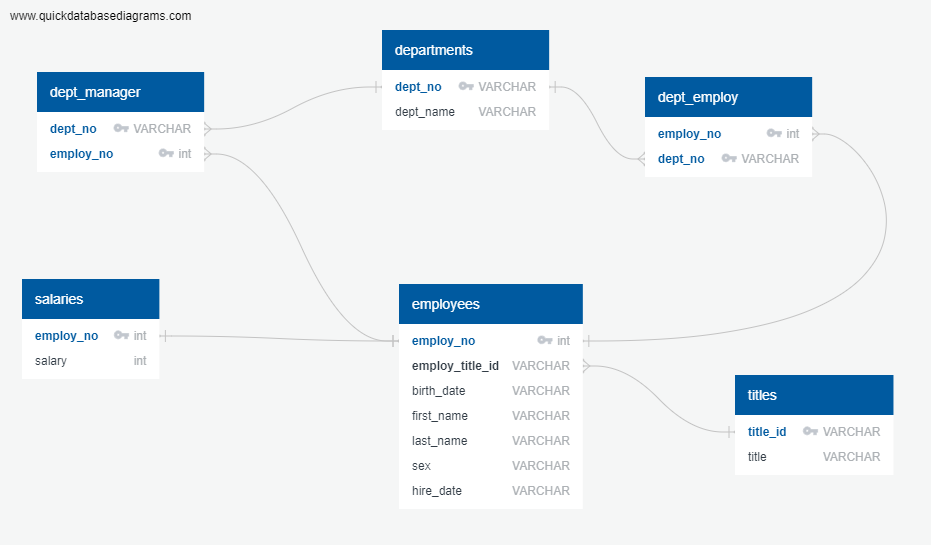 www.quickdatabasediagrams.com
departments
dept_no VARCHAR
dept_name VARCHAR
dept_manager
dept_no VARCHAR
employ_no int
dept_employ
employ_no int
dept_no VARCHAR
salaries
employ_no int
salary int
employees
employ_no int
employ_title_id VARCHAR
birth_date VARCHAR
first_name VARCHAR
last_name VARCHAR
sex VARCHAR
hire_date VARCHAR
titles
title_id VARCHAR
title VARCHAR